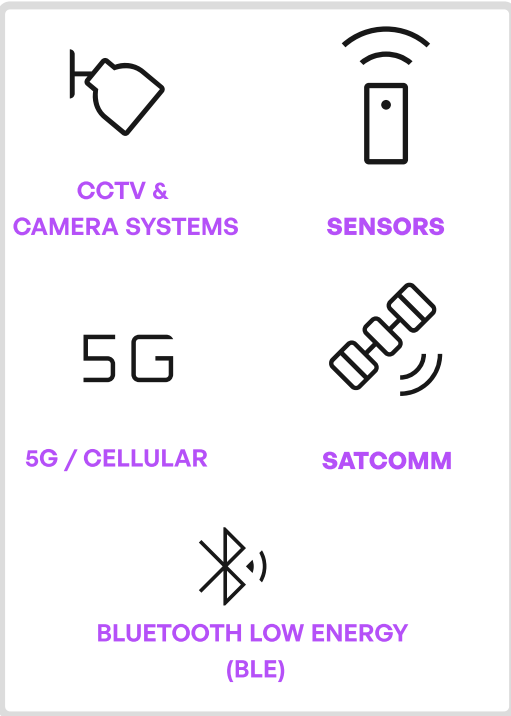 CCTV &
CAMERA SYSTEMS
SENSORS
5G
5G / CELLULAR
SATCOMM
BLUETOOTH LOW ENERGY
(BLE)